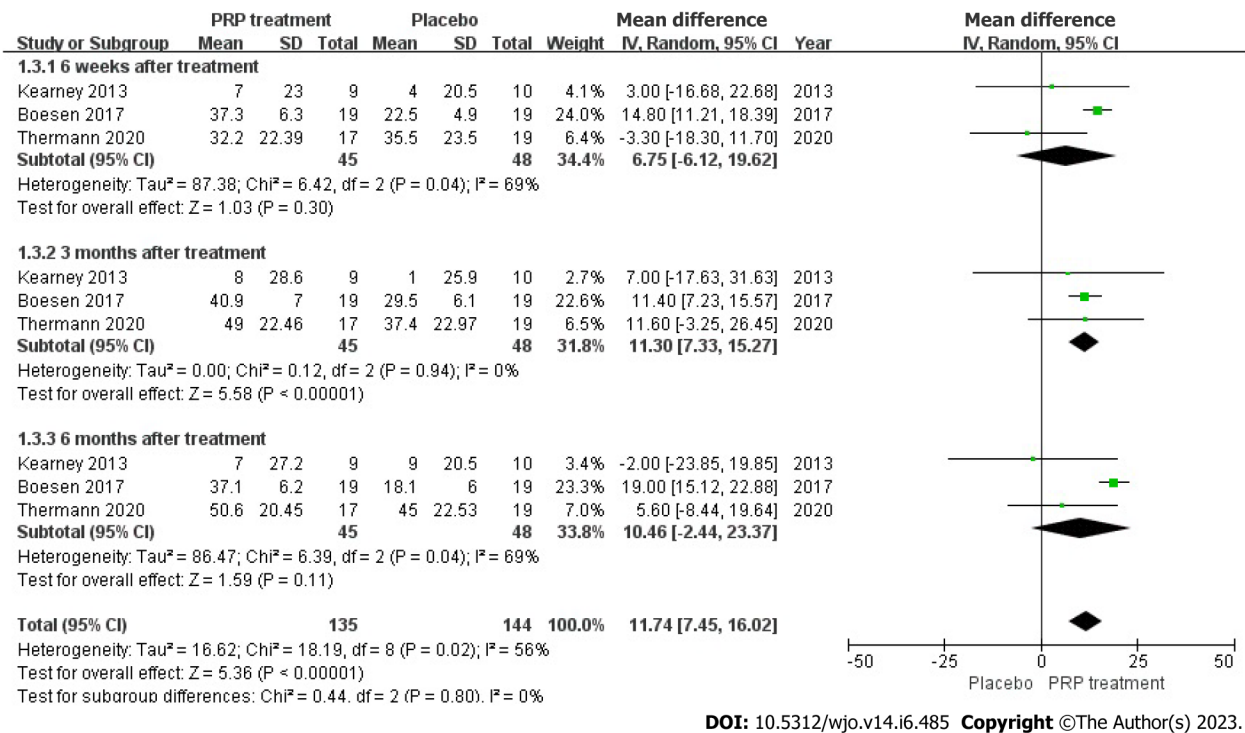 PRP treatment Placebo Mean difference Mean difference
Study or Subgroup Mean SD Total Mean SD Total Weight IV, Random, 95% CI Year IV, Random, 95% CI
1.3.1 6 weeks after treatment
Kearney 2013 7 23 9 4 20.5 10 4.1% 3.00 [-16.68, 22.68] 2013
Boesen 2017 37.3 6.3 19 22.5 4.9 19 24.0% 14.80 [11.21, 18.39] 2017
Thermann 2020 32.2 22.39 17 35.5 23.5 19 6.4% -3.30 [-18.30, 11.70] 2020
Subtotal (95% CI) 45 48 34.4% 6.75 [-6.12, 19.62]
Heterogeneity: Tau² = 87.38; Chi² = 6.42, df = 2 (P = 0.04); I² = 69%
Test for overall effect: Z = 1.03 (P = 0.30)
1.3.2 3 months after treatment
Kearney 2013 8 28.6 9 1 25.9 10 2.7% 7.00 [-17.63, 31.63] 2013
Boesen 2017 40.9 7 19 29.5 6.1 19 22.6% 11.40 [7.23, 15.57] 2017
Thermann 2020 49 22.46 17 37.4 22.97 19 6.5% 11.60 [-3.25, 26.45] 2020
Subtotal (95% CI) 45 48 31.8% 11.30 [7.33, 15.27]
Heterogeneity: Tau² = 0.00; Chi² = 0.12, df = 2 (P = 0.94); I² = 0%
Test for overall effect: Z = 5.58 (P < 0.00001)
1.3.3 6 months after treatment
Kearney 2013 7 27.2 9 9 20.5 10 3.4% -2.00 [-23.85, 19.85] 2013
Boesen 2017 37.1 6.2 19 18.1 6 19 23.3% 19.00 [15.12, 22.88] 2017
Thermann 2020 50.6 20.45 17 45 22.53 19 7.0% 5.60 [-8.44, 19.64] 2020
Subtotal (95% CI) 45 48 33.8% 10.46 [-2.44, 23.37]
Heterogeneity: Tau² = 86.47; Chi² = 6.39, df = 2 (P = 0.04); I² = 69%
Test for overall effect: Z = 1.59 (P = 0.11)
Total (95% CI) 135 144 100.0% 11.74 [7.45, 16.02]
Heterogeneity: Tau² = 16.62; Chi² = 18.19, df = 8 (P = 0.02); I² = 56%
Test for overall effect: Z = 5.36 (P < 0.00001)
Test for subgroup differences: Chi² = 0.44, df = 2 (P = 0.80), I² = 0%
-50 -25 0 25 50
Placebo PRP treatment
DOI: 10.5312/wjo.v14.i6.485 Copyright ©The Author(s) 2023.